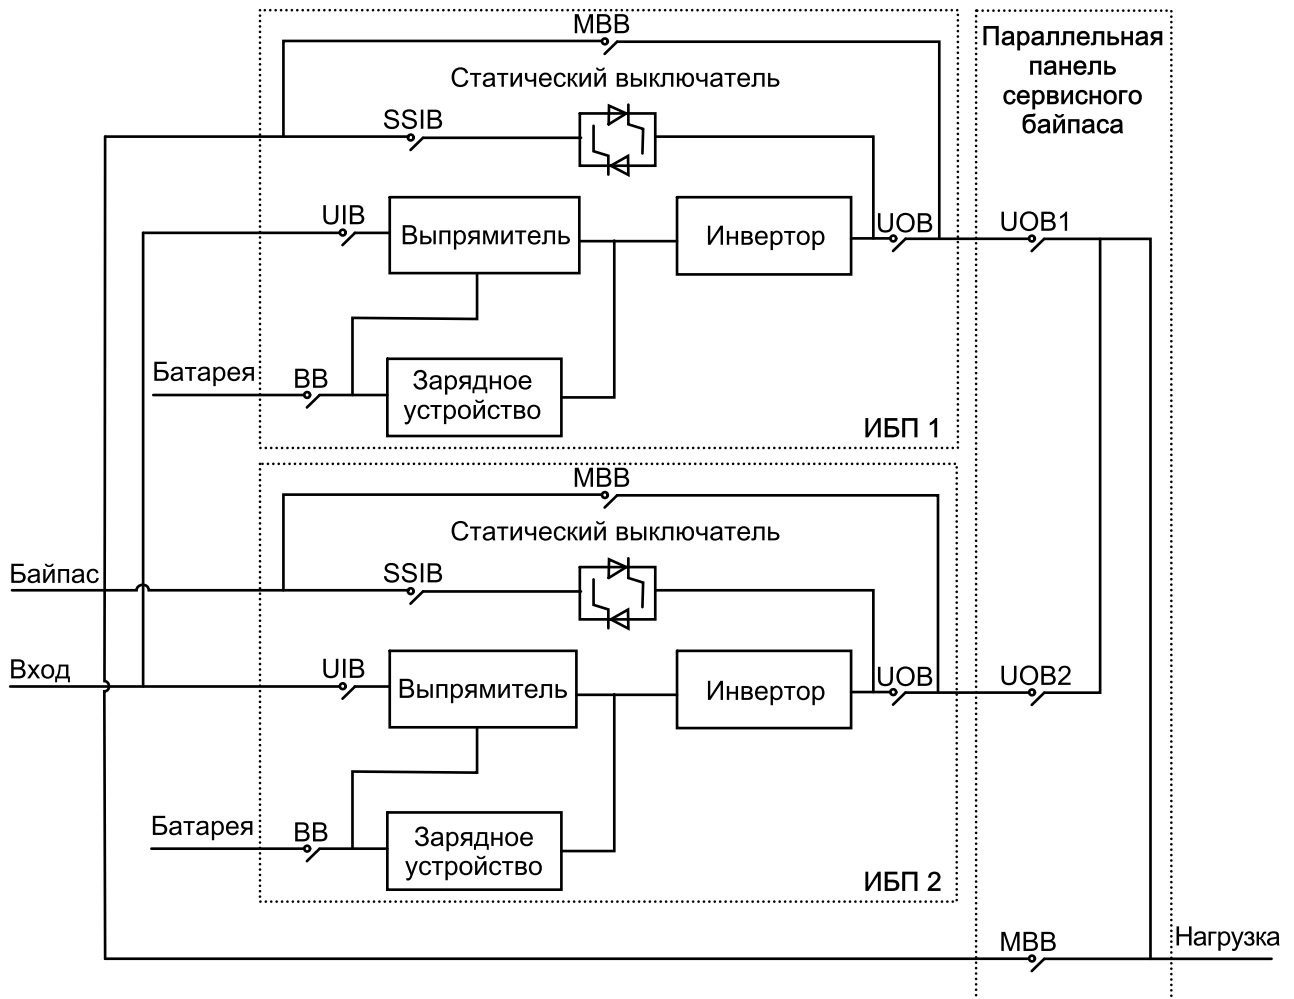 MBB
Параллельная
панель
сервисного
байпаса
Статический выключатель
SSIB
UIB
Выпрямитель
Инвертор
UOB
UOB1
Батарея
BB
Зарядное
устройство
ИБП 1
MBB
Статический выключатель
Байпас
SSIB
Вход
UIB
Выпрямитель
Инвертор
UOB
UOB2
Батарея
BB
Зарядное
устройство
ИБП 2
MBB
Нагрузка